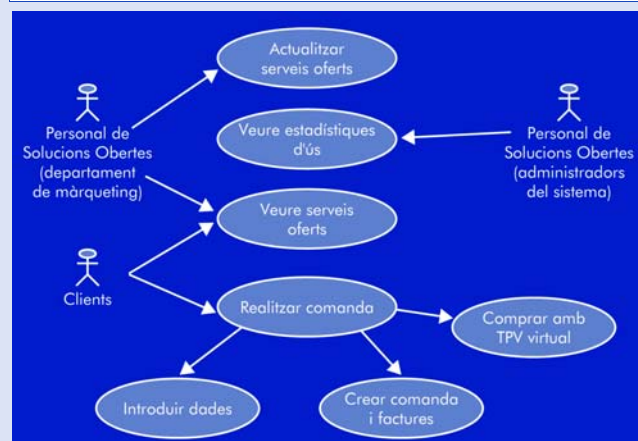 Actualitzar
serveis oferts
Personal de
Solucions Obertes
(departament
de màrqueting)
Veure estadístiques
d'ús
Personal de
Solucions Obertes
(administradors
del sistema)
Veure serveis
oferts
Clients
Realitzar comanda
Comprar amb
TPV virtual
Introduir dades
Crear comanda
i factures